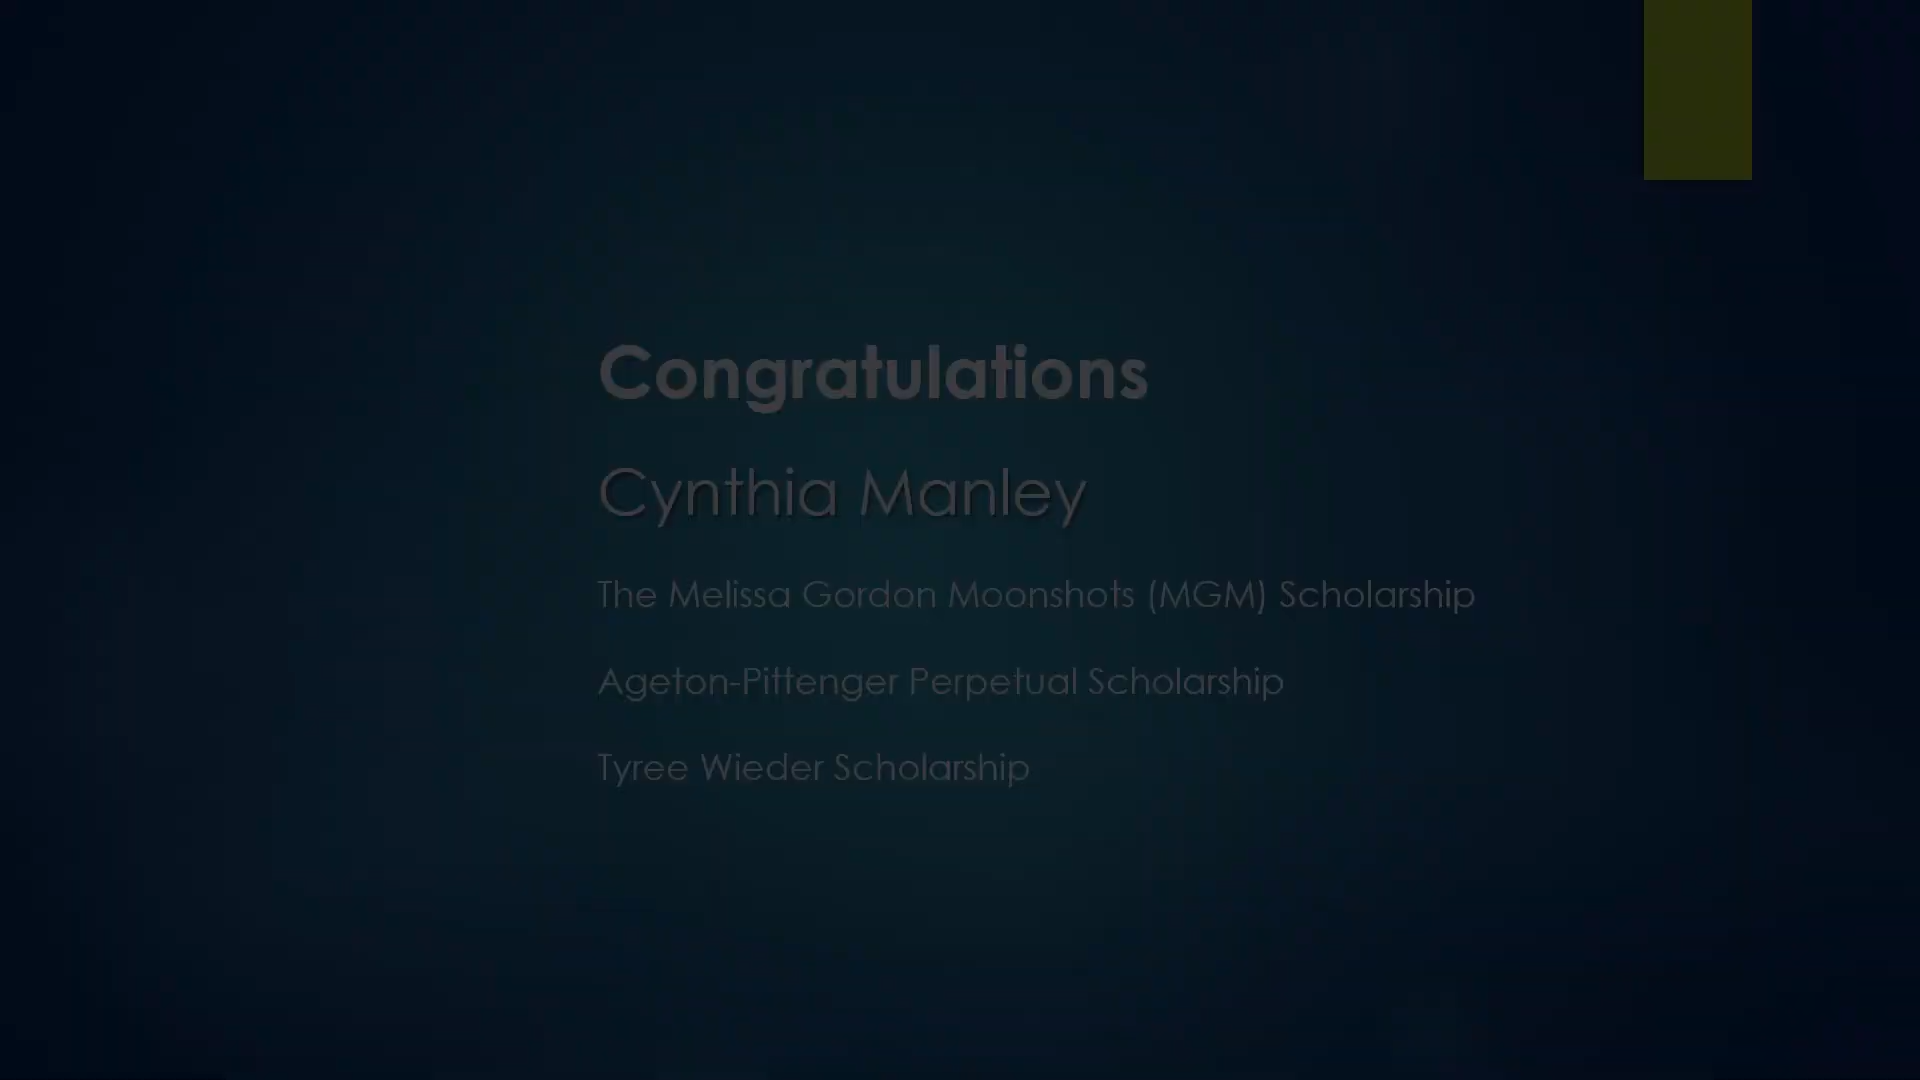 Congratulations
Cynthia Manley
The Melissa Gordon Moonshots (MGM) Scholarship
Ageton-Pittenger Perpetual Scholarship
Tyree Wieder Scholarship